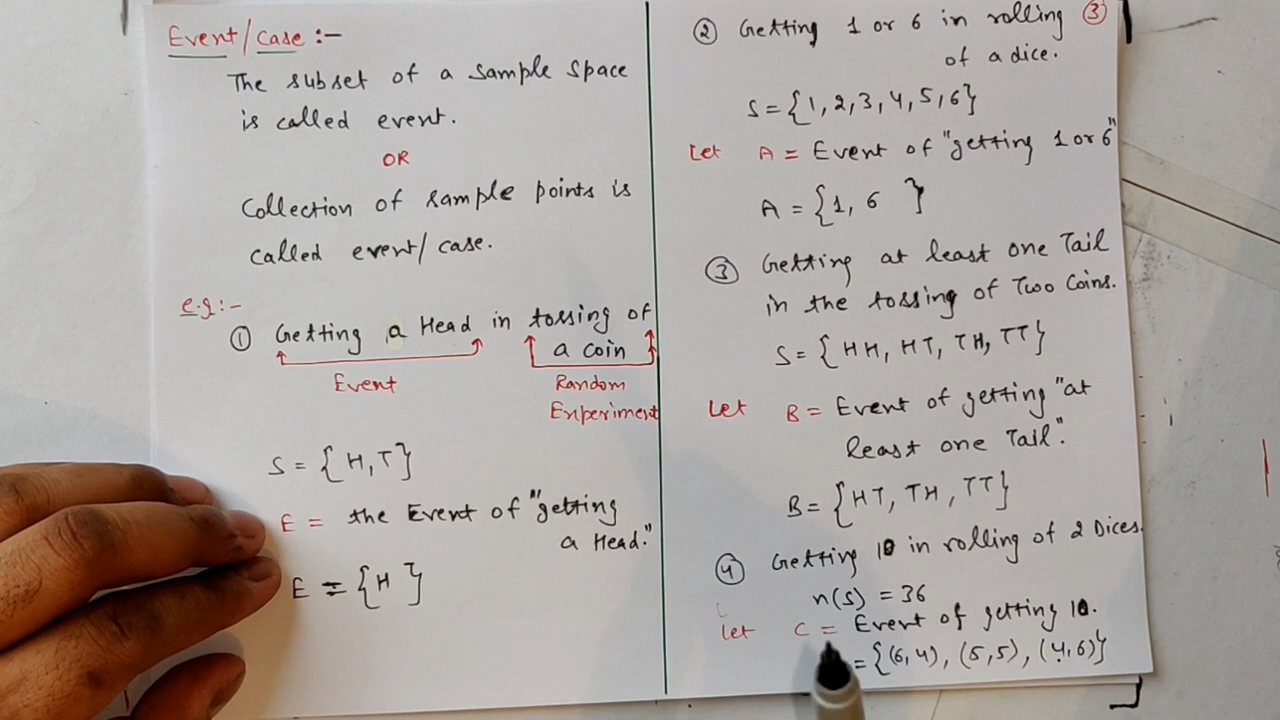 Event/case :-
The subset of a sample space
is called event.
OR
Collection of sample points is
called event/case.
e.g:-
① Getting a Head in tossing of
a coin
Event
Random
Experiment
S = {H,T}
E = the Event of "getting
a Head."
E = {H }
② Getting 1 or 6 in rolling ③
of a dice.
S = {1,2,3,4,5,6}
Let A = Event of "getting 1 or 6"
A = {1, 6 }
③ Getting at least one Tail
in the tossing of Two Coins.
S = { HH, HT, TH, TT}
Let B = Event of getting "at
least one Tail".
B = {HT, TH, TT}
④ Getting 10 in rolling of 2 Dices.
n(s) = 36
let C = Event of getting 10.
= {(6,4), (5,5), (4,6)}